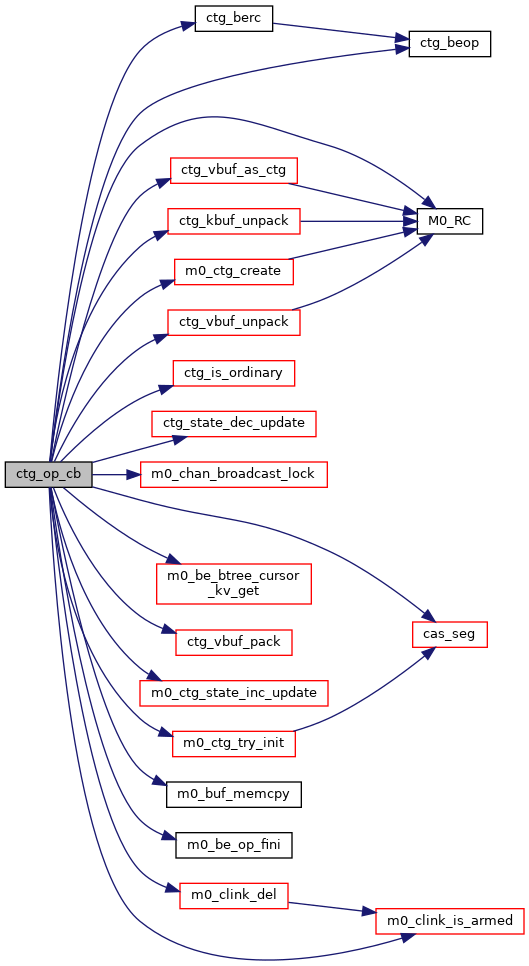 ctg_berc
ctg_beop
ctg_vbuf_as_ctg
ctg_kbuf_unpack
M0_RC
m0_ctg_create
ctg_vbuf_unpack
ctg_is_ordinary
ctg_state_dec_update
ctg_op_cb
m0_chan_broadcast_lock
m0_be_btree_cursor
_kv_get
cas_seg
ctg_vbuf_pack
m0_ctg_state_inc_update
m0_ctg_try_init
m0_buf_memcpy
m0_be_op_fini
m0_clink_del
m0_clink_is_armed